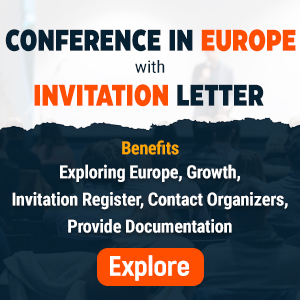 CONFERENCE IN EUROPE
with
INVITATION LETTER
Benefits
Exploring Europe, Growth,
Invitation Register, Contact Organizers,
Provide Documentation
Explore